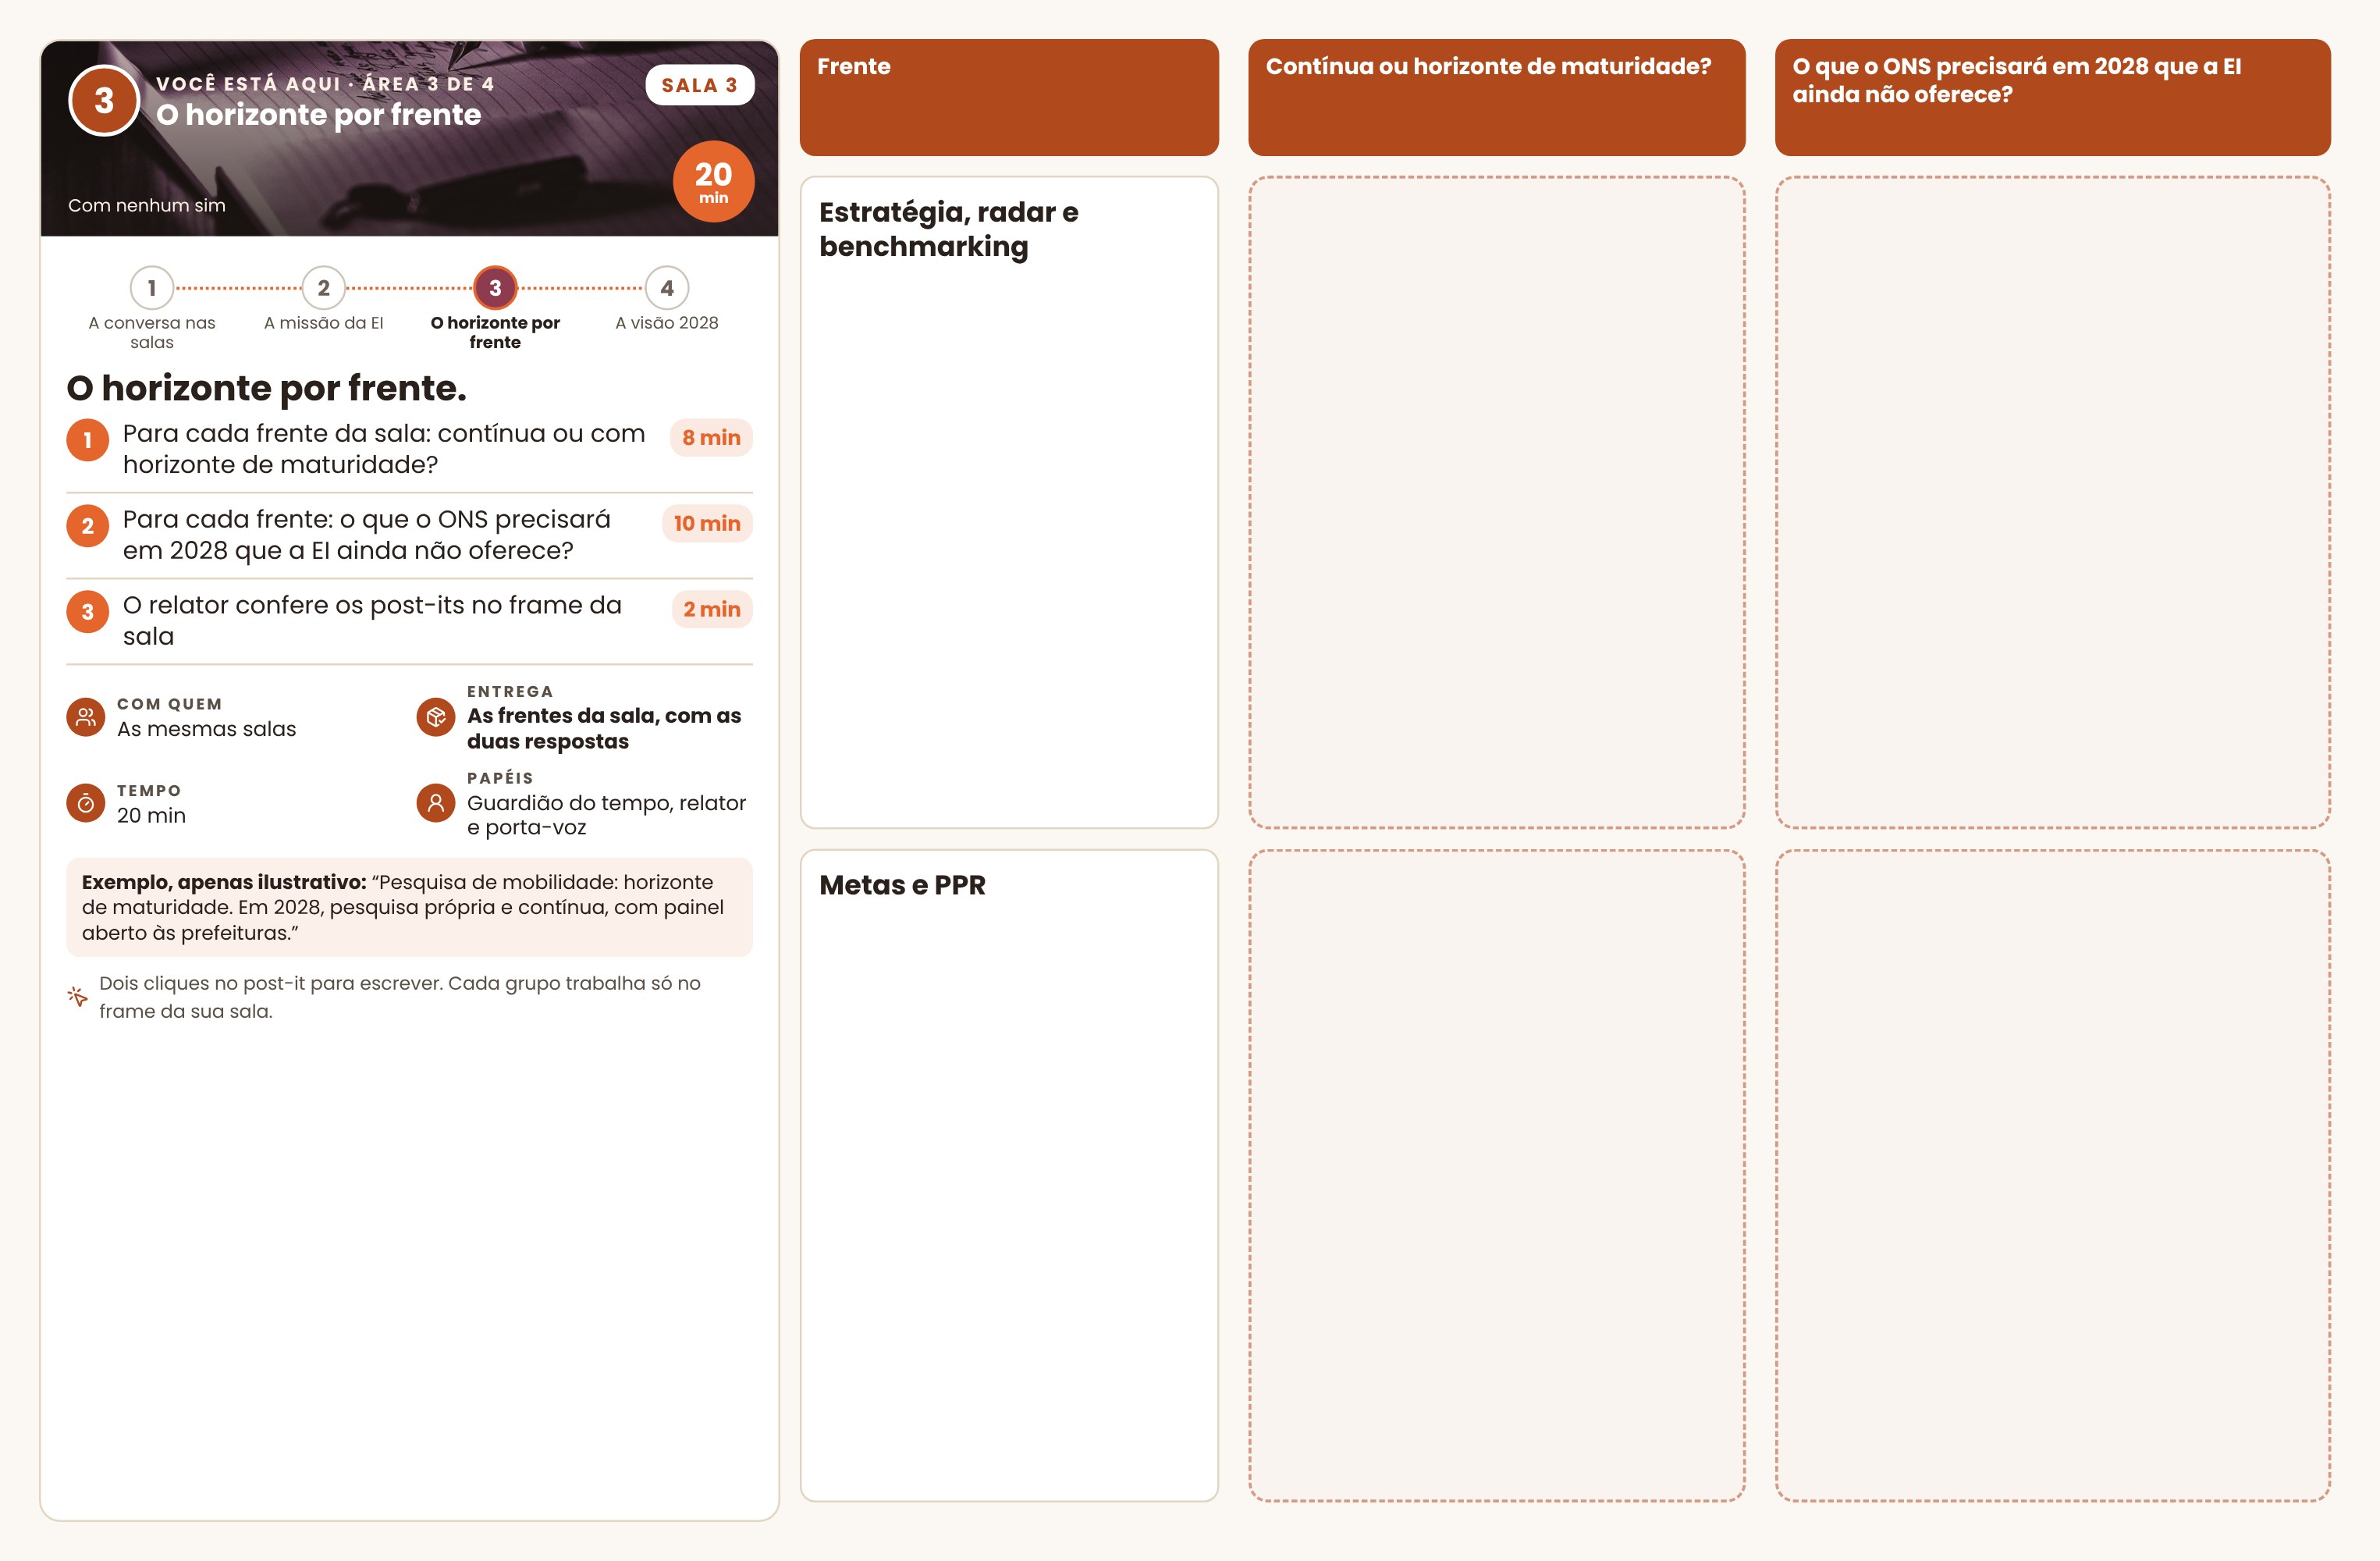 3
VOCÊ ESTÁ AQUI · ÁREA 3 DE 4
O horizonte por frente
SALA 3
20
min
Com nenhum sim
1
2
3
4
A conversa nas
salas
A missão da EI
O horizonte por
frente
A visão 2028
O horizonte por frente.
1
Para cada frente da sala: contínua ou com
horizonte de maturidade?
8 min
2
Para cada frente: o que o ONS precisará
em 2028 que a EI ainda não oferece?
10 min
3
O relator confere os post-its no frame da
sala
2 min
COM QUEM
As mesmas salas
ENTREGA
As frentes da sala, com as
duas respostas
TEMPO
20 min
PAPÉIS
Guardião do tempo, relator
e porta-voz
Exemplo, apenas ilustrativo: “Pesquisa de mobilidade: horizonte
de maturidade. Em 2028, pesquisa própria e contínua, com painel
aberto às prefeituras.”
Dois cliques no post-it para escrever. Cada grupo trabalha só no
frame da sua sala.
Frente
Contínua ou horizonte de maturidade?
O que o ONS precisará em 2028 que a EI
ainda não oferece?
Estratégia, radar e
benchmarking
Metas e PPR